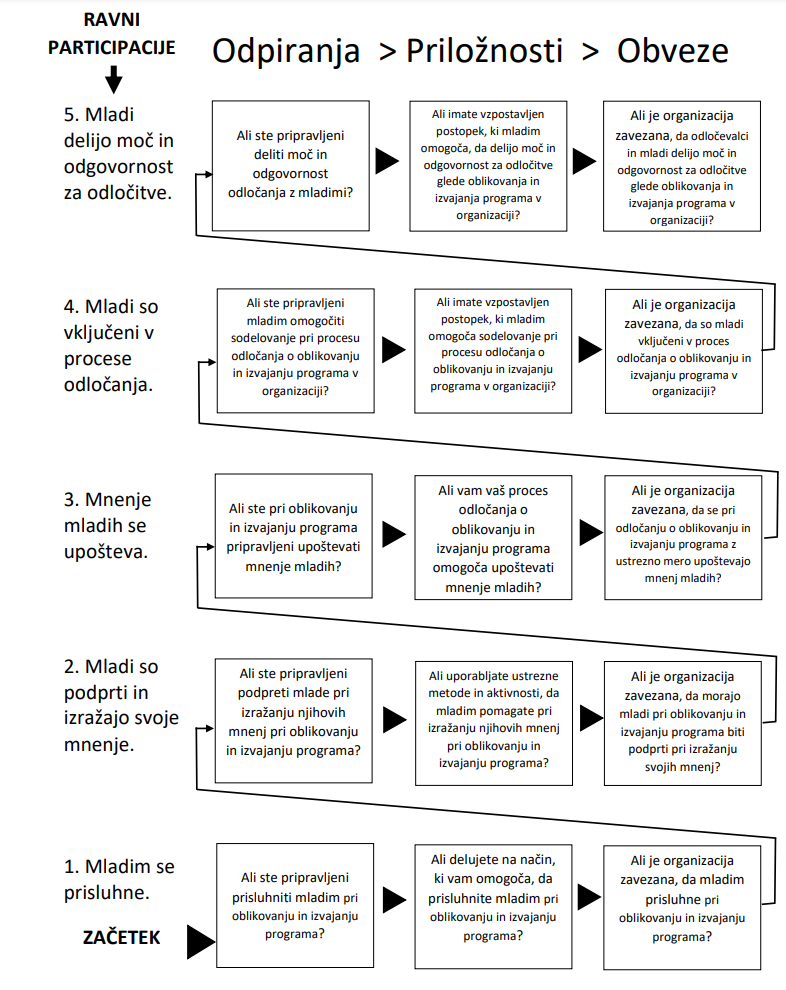 RAVNI
PARTICIPACIJE
Odpiranja > Priložnosti > Obveze
5. Mladi
delijo moč in
odgovornost
za odločitve.
Ali ste pripravljeni
deliti moč in
odgovornost
odločanja z mladimi?
Ali imate vzpostavljen
postopek, ki mladim
omogoča, da delijo moč in
odgovornost za odločitve
glede oblikovanja in
izvajanja programa v
organizaciji?
Ali je organizacija
zavezana, da odločevalci
in mladi delijo moč in
odgovornost za odločitve
glede oblikovanja in
izvajanja programa v
organizaciji?
4. Mladi so
vključeni v
procese
odločanja.
Ali ste pripravljeni
mladim omogočiti
sodelovanje pri procesu
odločanja o oblikovanju
in izvajanju programa v
organizaciji?
Ali imate vzpostavljen
postopek, ki mladim
omogoča sodelovanje pri
procesu odločanja o
oblikovanju in izvajanju
programa v organizaciji?
Ali je organizacija
zavezana, da so mladi
vključeni v proces
odločanja o oblikovanju in
izvajanju programa v
organizaciji?
3. Mnenje
mladih se
upošteva.
Ali ste pri oblikovanju
in izvajanju programa
pripravljeni upoštevati
mnenje mladih?
Ali vam vaš proces
odločanja o
oblikovanju in
izvajanju programa
omogoča upoštevati
mnenje mladih?
Ali je organizacija
zavezana, da se pri
odločanju o oblikovanju in
izvajanju programa z
ustrezno mero upoštevajo
mnenj mladih?
2. Mladi so
podprti in
izražajo svoje
mnenje.
Ali ste pripravljeni
podpreti mlade pri
izražanju njihovih
mnenj pri oblikovanju
in izvajanju programa?
Ali uporabljate ustrezne
metode in aktivnosti, da
mladim pomagate pri
izražanju njihovih mnenj
pri oblikovanju in
izvajanju programa?
Ali je organizacija
zavezana, da morajo
mladi pri oblikovanju in
izvajanju programa biti
podprti pri izražanju
svojih mnenj?
1. Mladim se
prisluhne.
Ali ste pripravljeni
prisluhniti mladim pri
oblikovanju in izvajanju
programa?
Ali delujete na način,
ki vam omogoča, da
prisluhnite mladim pri
oblikovanju in izvajanju
programa?
Ali je organizacija
zavezana, da mladim
prisluhne pri
oblikovanju in izvajanju
programa?
ZAČETEK